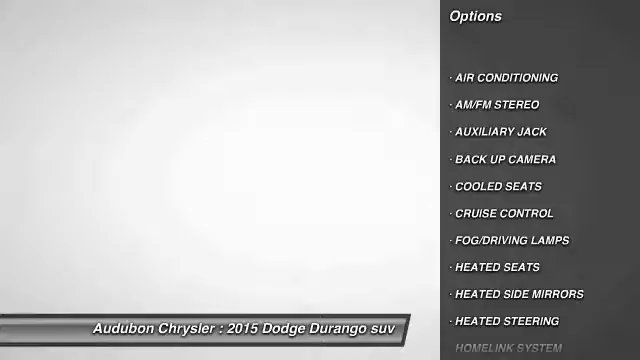 Options
· AIR CONDITIONING
· AM/FM STEREO
· AUXILIARY JACK
· BACK UP CAMERA
· COOLED SEATS
· CRUISE CONTROL
· FOG/DRIVING LAMPS
· HEATED SEATS
· HEATED SIDE MIRRORS
· HEATED STEERING
HOMELINK SYSTEM
Audubon Chrysler : 2015 Dodge Durango suv